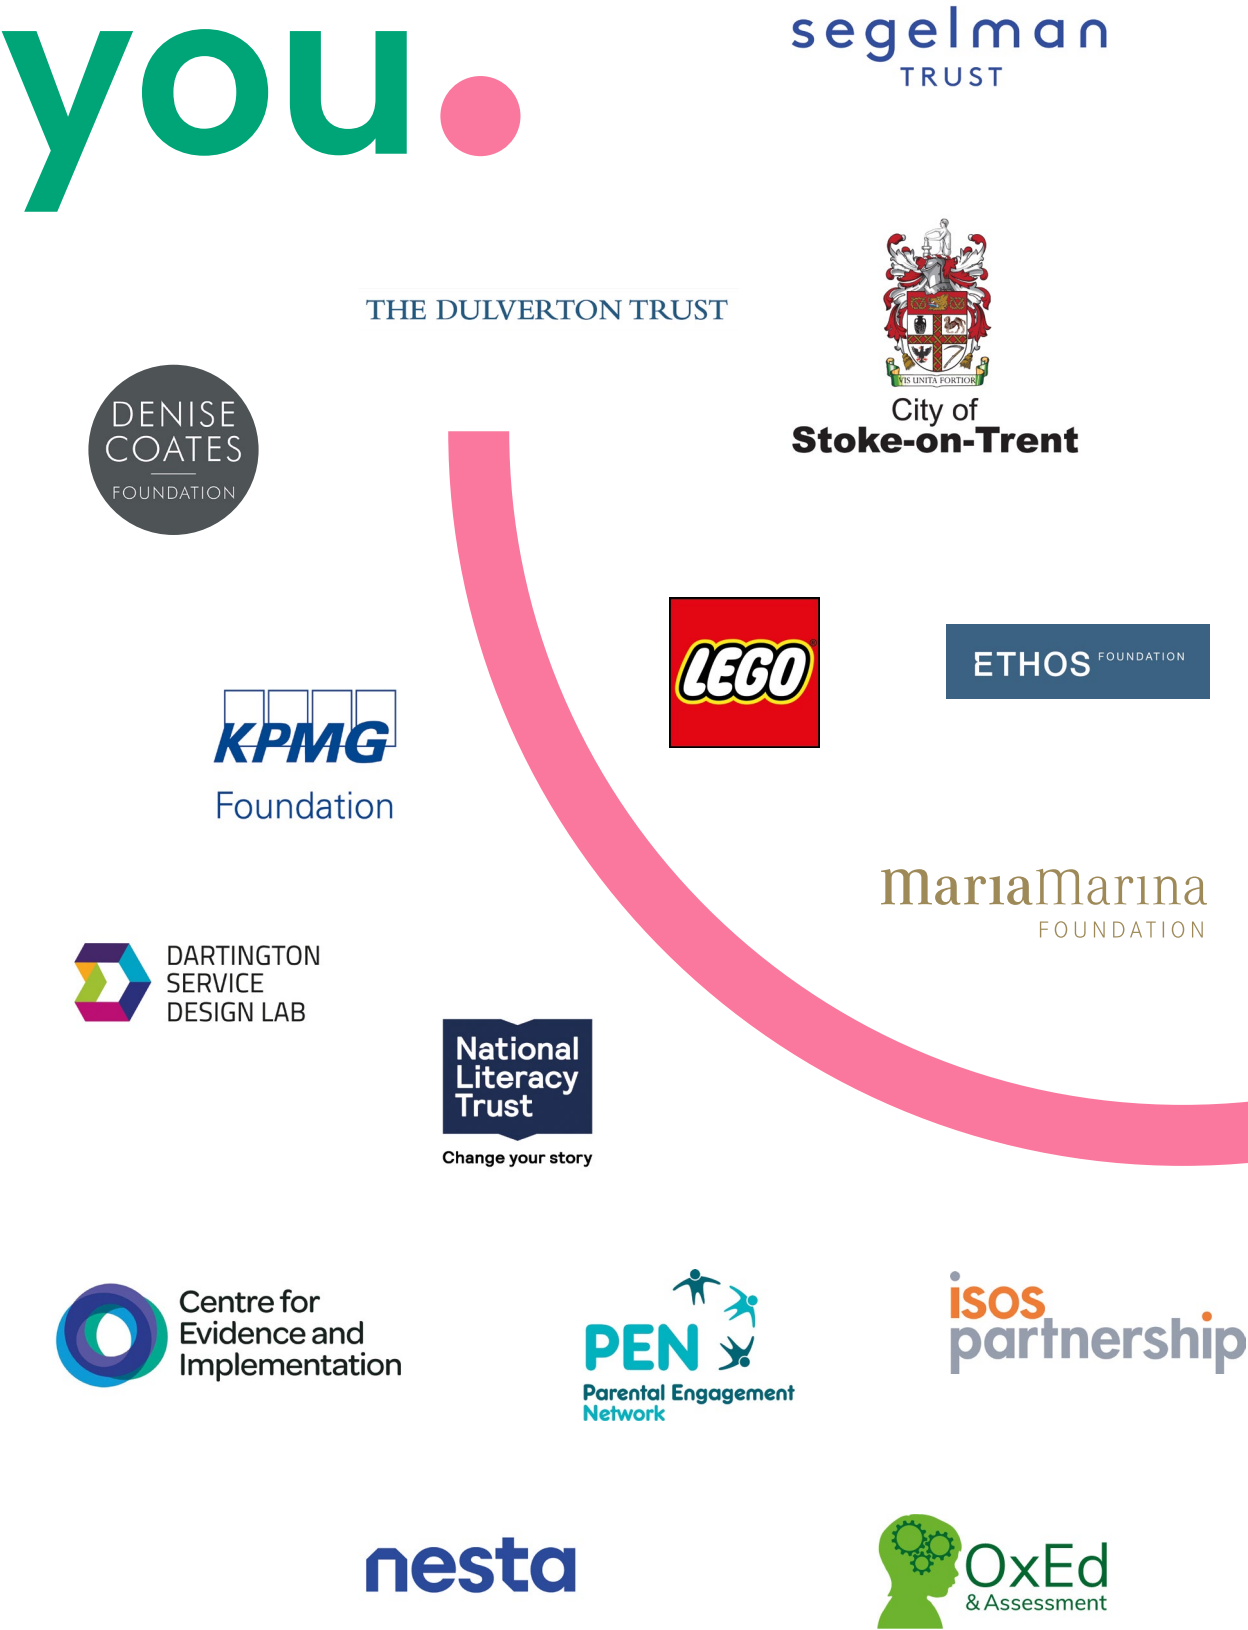 you.
segelman
TRUST
THE DULVERTON TRUST
VIS UNITA FORTIOR
City of
Stoke-on-Trent
DENISE
COATES
FOUNDATION
LEGO®
ETHOS FOUNDATION
KPMG
Foundation
marıaMarına
FOUNDATION
DARTINGTON
SERVICE
DESIGN LAB
National
Literacy
Trust
Change your story
Centre for
Evidence and
Implementation
PEN
Parental Engagement
Network
isos
partnership
nesta
OxEd
& Assessment